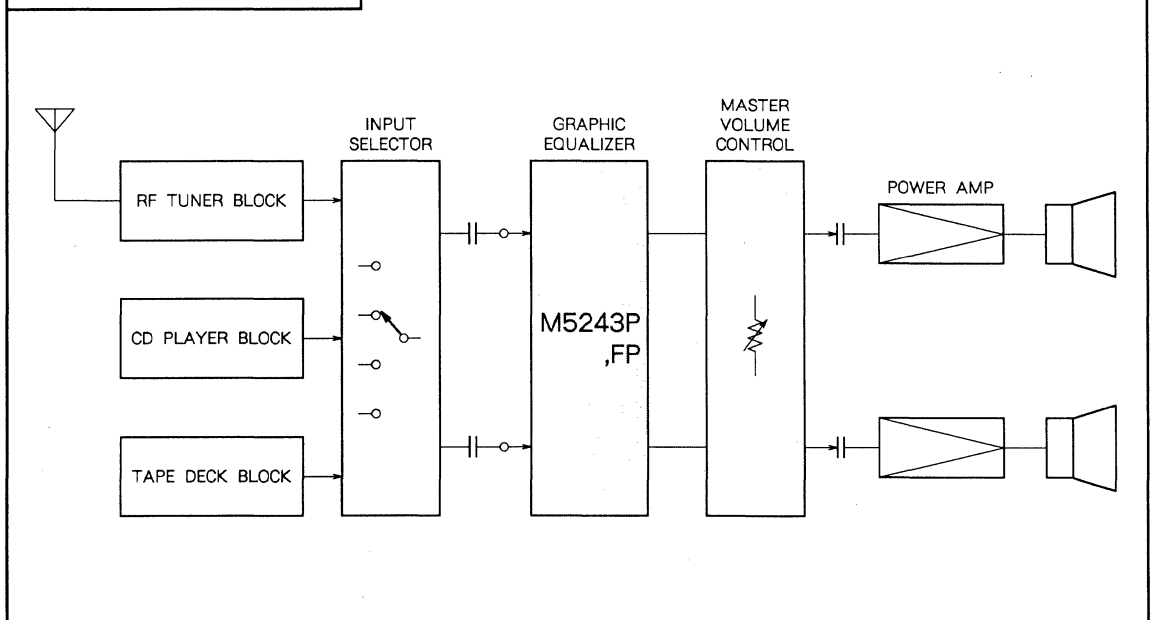 INPUT
SELECTOR
GRAPHIC
EQUALIZER
MASTER
VOLUME
CONTROL
RF TUNER BLOCK
POWER AMP
CD PLAYER BLOCK
M5243P
,FP
TAPE DECK BLOCK